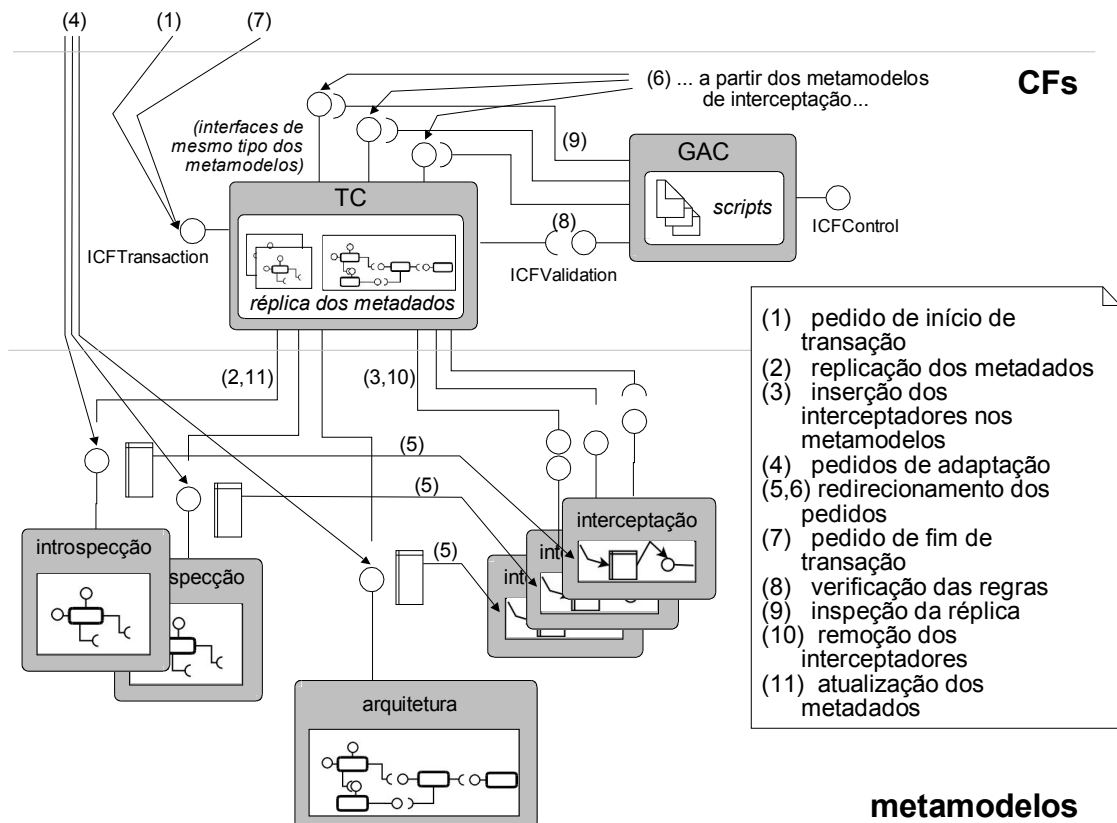 (4)
(1)
(7)
CFs
(6) ... a partir dos metamodelos
de interceptação...
(interfaces de
mesmo tipo dos
metamodelos)
(9)
GAC
scripts
ICFControl
TC
réplica dos metadados
ICFTransaction
(8)
ICFValidation
(1) pedido de início de
transação
(2) replicação dos metadados
(3) inserção dos
interceptadores nos
metamodelos
(4) pedidos de adaptação
(5,6) redirecionamento dos
pedidos
(7) pedido de fim de
transação
(8) verificação das regras
(9) inspeção da réplica
(10) remoção dos
interceptadores
(11) atualização dos
metadados
(2,11)
(3,10)
(5)
(5)
(5)
interceptação
inte
inte
introspecção
specção
arquitetura
metamodelos